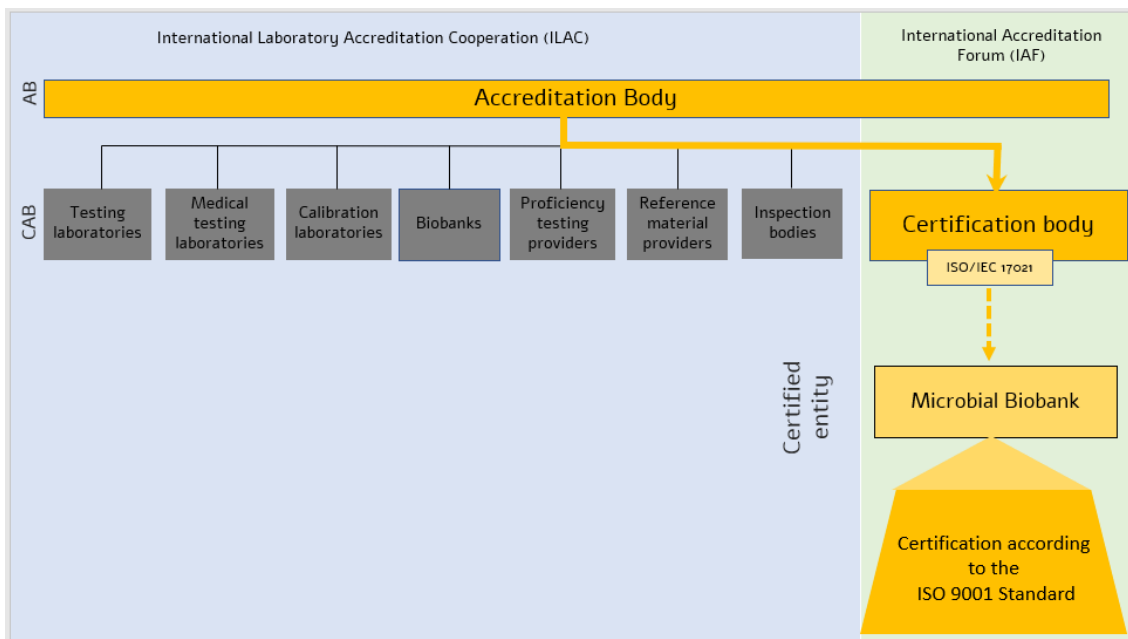 International Laboratory Accreditation Cooperation (ILAC)
International Accreditation
Forum (IAF)
AB
Accreditation Body
CAB
Testing
laboratories
Medical
testing
laboratories
Calibration
laboratories
Biobanks
Proficiency
testing
providers
Reference
material
providers
Inspection
bodies
Certification body
ISO/IEC 17021
Certified
entity
Microbial Biobank
Certification according
to the
ISO 9001 Standard